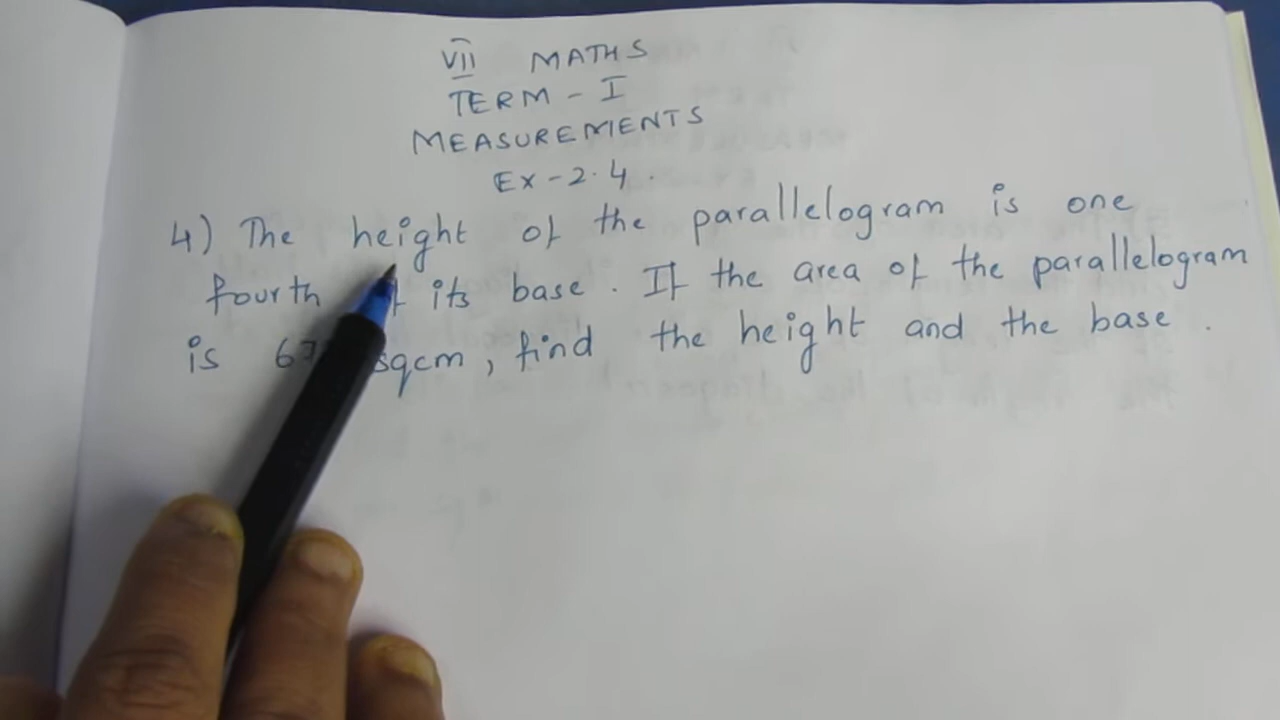 VII MATHS
TERM - I
MEASUREMENTS
Ex - 2.4.
4) The height of the parallelogram is one
fourth its base. If the area of the parallelogram
is sqcm, find the height and the base.